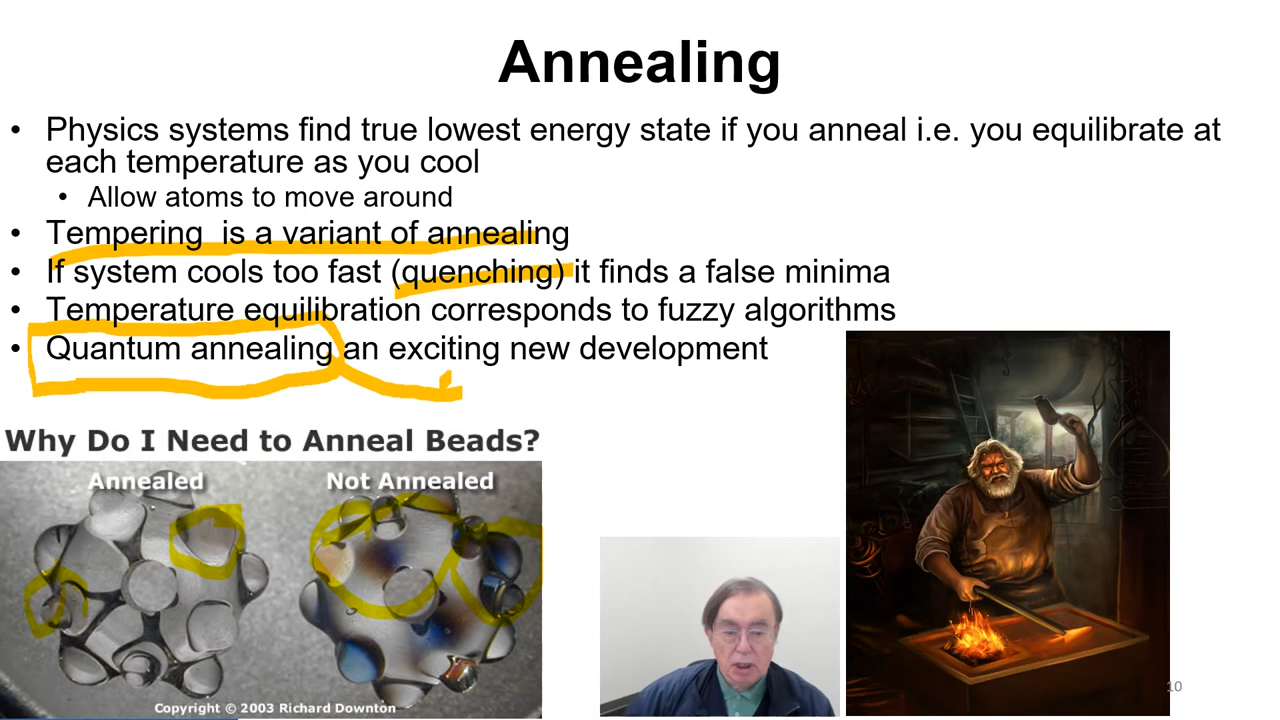 Annealing
• Physics systems find true lowest energy state if you anneal i.e. you equilibrate at
each temperature as you cool
• Allow atoms to move around
• Tempering  is a variant of annealing
• If system cools too fast (quenching) it finds a false minima
• Temperature equilibration corresponds to fuzzy algorithms
• Quantum annealing an exciting new development
Why Do I Need to Anneal Beads?
Annealed
Not Annealed
Copyright © 2003 Richard Downton
10